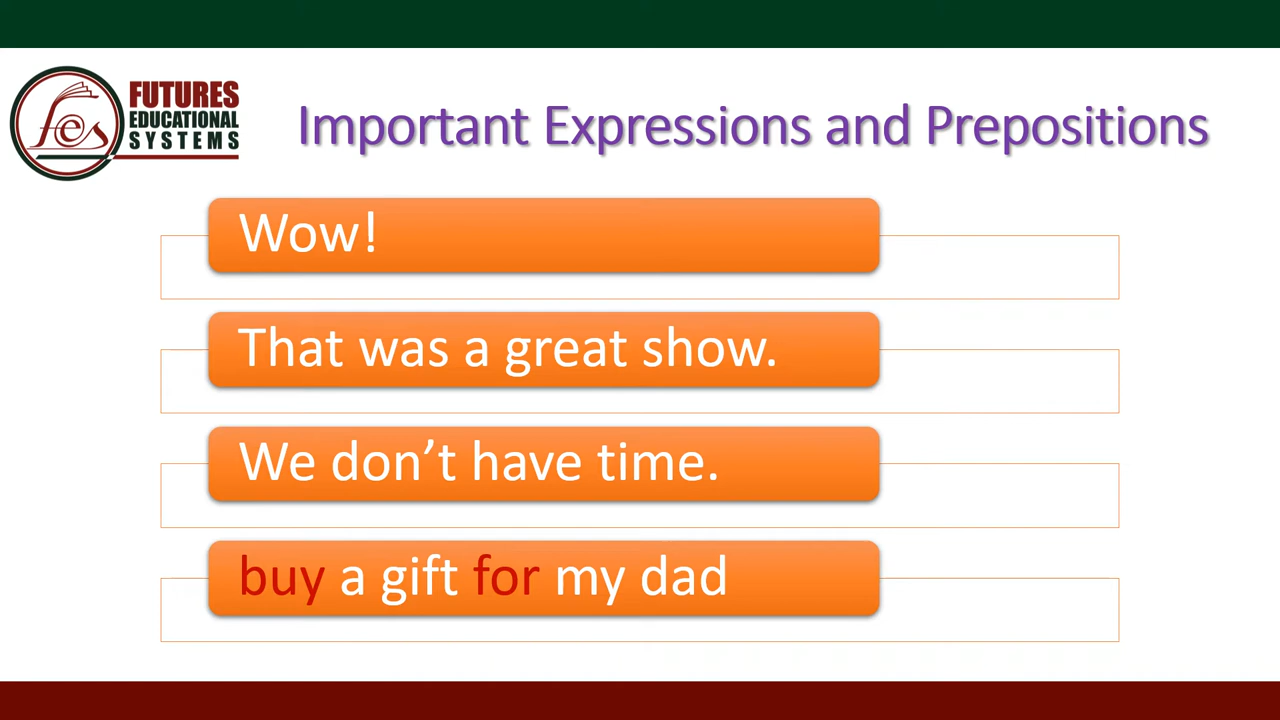 fes
FUTURES
EDUCATIONAL
SYSTEMS
Important Expressions and Prepositions
Wow!
That was a great show.
We don’t have time.
buy a gift for my dad